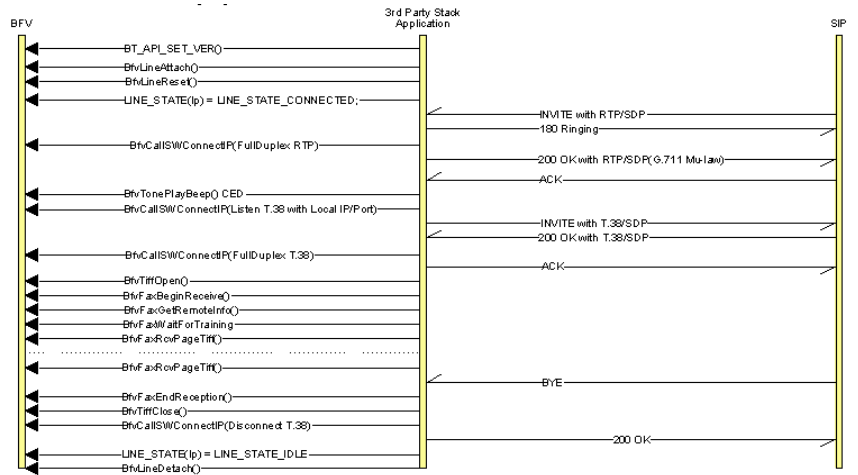 BFV
3rd Party Stack
Application
SIP
BT_API_SET_VER()
BfvLineAttach()
BfvLineReset()
LINE_STATE(lp) = LINE_STATE_CONNECTED;
INVITE with RTP/SDP
180 Ringing
BfvCallSWConnectIP(FullDuplex RTP)
200 OK with RTP/SDP(G.711 Mu-law)
ACK
BfvTonePlayBeep() CED
BfvCallSWConnectIP(Listen T.38 with Local IP/Port)
INVITE with T.38/SDP
200 OK with T.38/SDP
BfvCallSWConnectIP(FullDuplex T.38)
ACK
BfvTiffOpen()
BfvFaxBeginReceive()
BfvFaxGetRemoteInfo()
BfvFaxWaitForTraining
BfvFaxRcvPageTiff()
BfvFaxRcvPageTiff()
BYE
BfvFaxEndReception()
BfvTiffClose()
BfvCallSWConnectIP(Disconnect T.38)
200 OK
LINE_STATE(lp) = LINE_STATE_IDLE
BfvLineDetach()